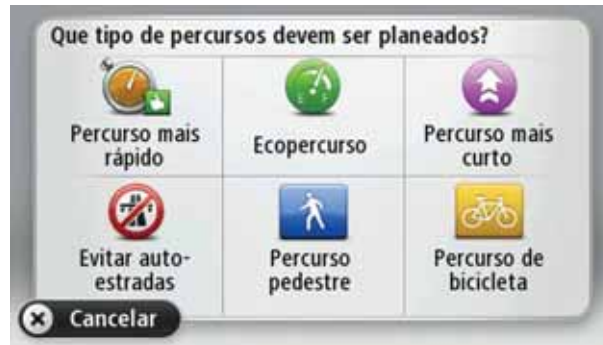 Que tipo de percursos devem ser planeados?
Percurso mais
rápido
Ecopercurso
Percurso mais
curto
Evitar auto-
estradas
Percurso
pedestre
Percurso de
bicicleta
Cancelar